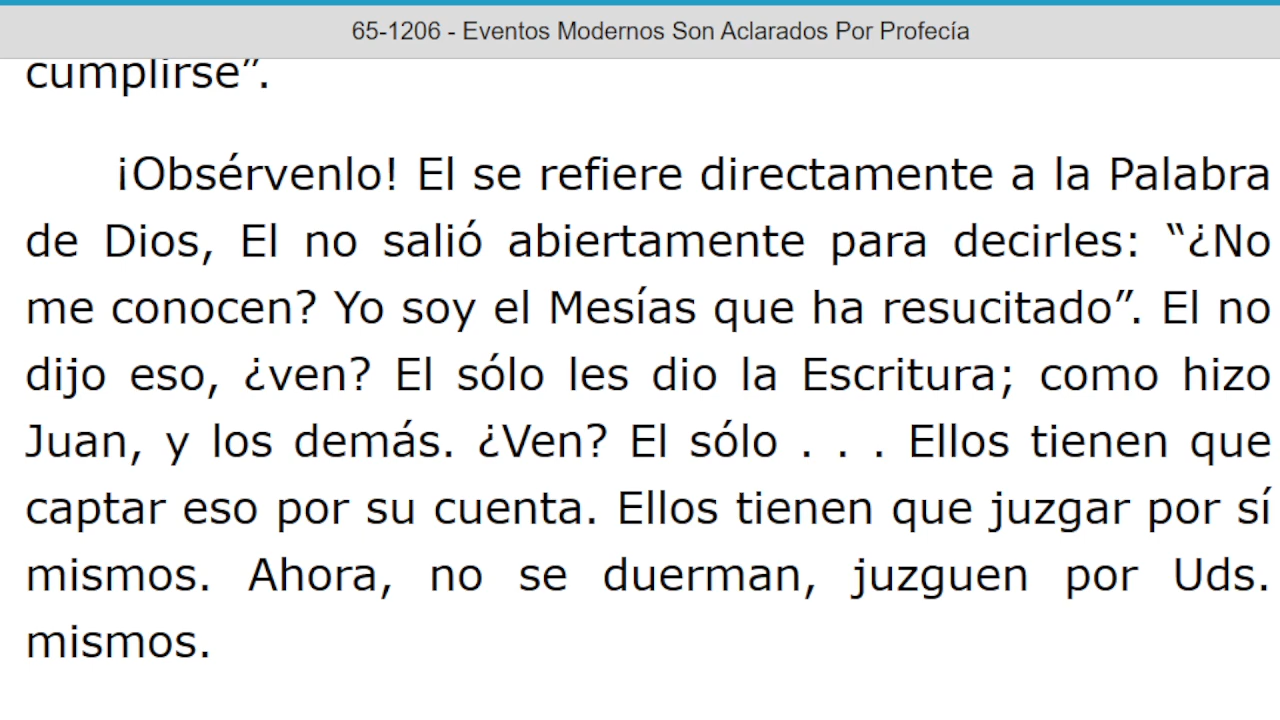 65-1206 - Eventos Modernos Son Aclarados Por Profecía
cumplirse”.
¡Obsérvenlo! El se refiere directamente a la Palabra
de Dios, El no salió abiertamente para decirles: “¿No
me conocen? Yo soy el Mesías que ha resucitado”. El no
dijo eso, ¿ven? El sólo les dio la Escritura; como hizo
Juan, y los demás. ¿Ven? El sólo . . . Ellos tienen que
captar eso por su cuenta. Ellos tienen que juzgar por sí
mismos. Ahora, no se duerman, juzguen por Uds.
mismos.